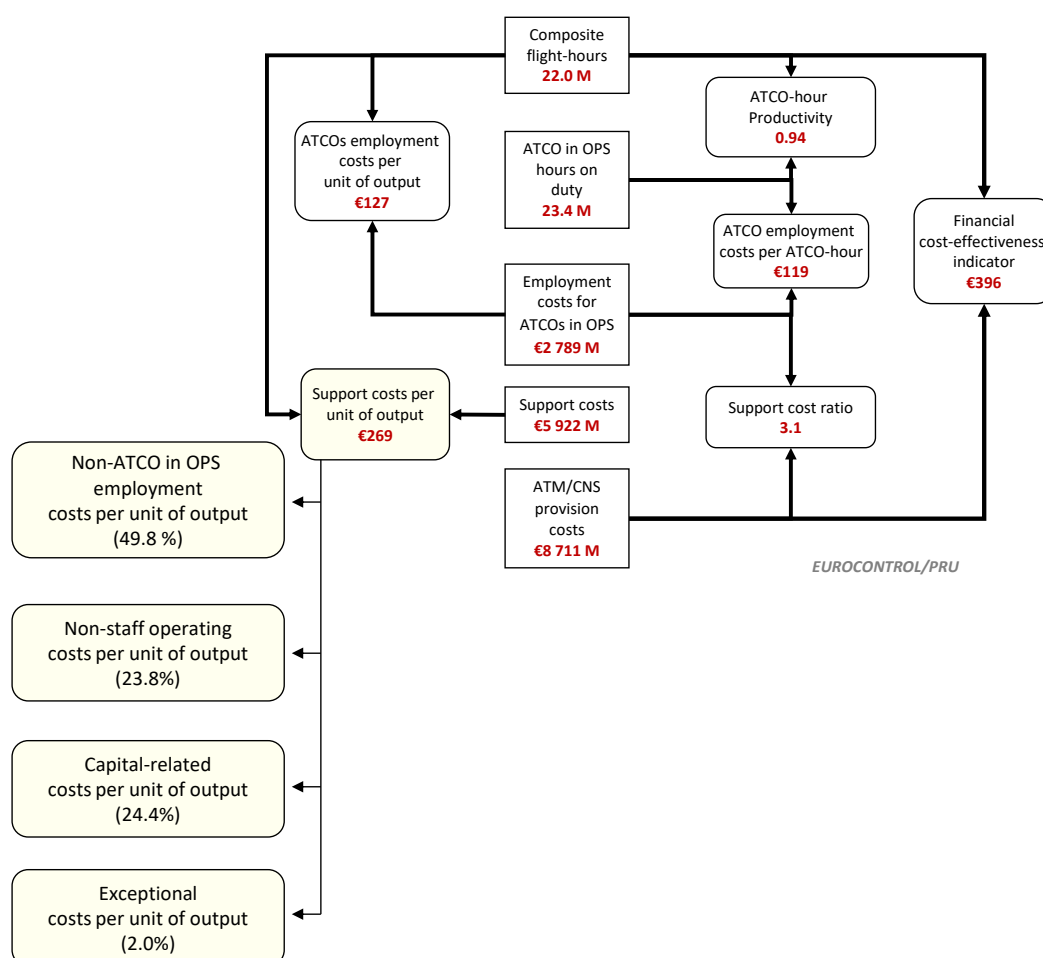 Composite
flight-hours
22.0 M
ATCO-hour
Productivity
0.94
ATCOs employment
costs per
unit of output
€127
ATCO in OPS
hours on
duty
23.4 M
ATCO employment
costs per ATCO-hour
€119
Financial
cost-effectiveness
indicator
€396
Employment
costs for
ATCOs in OPS
€2 789 M
Support costs per
unit of output
€269
Support costs
€5 922 M
Support cost ratio
3.1
ATM/CNS
provision
costs
€8 711 M
EUROCONTROL/PRU
Non-ATCO in OPS
employment
costs per unit of output
(49.8 %)
Non-staff operating
costs per unit of output
(23.8%)
Capital-related
costs per unit of output
(24.4%)
Exceptional
costs per unit of output
(2.0%)